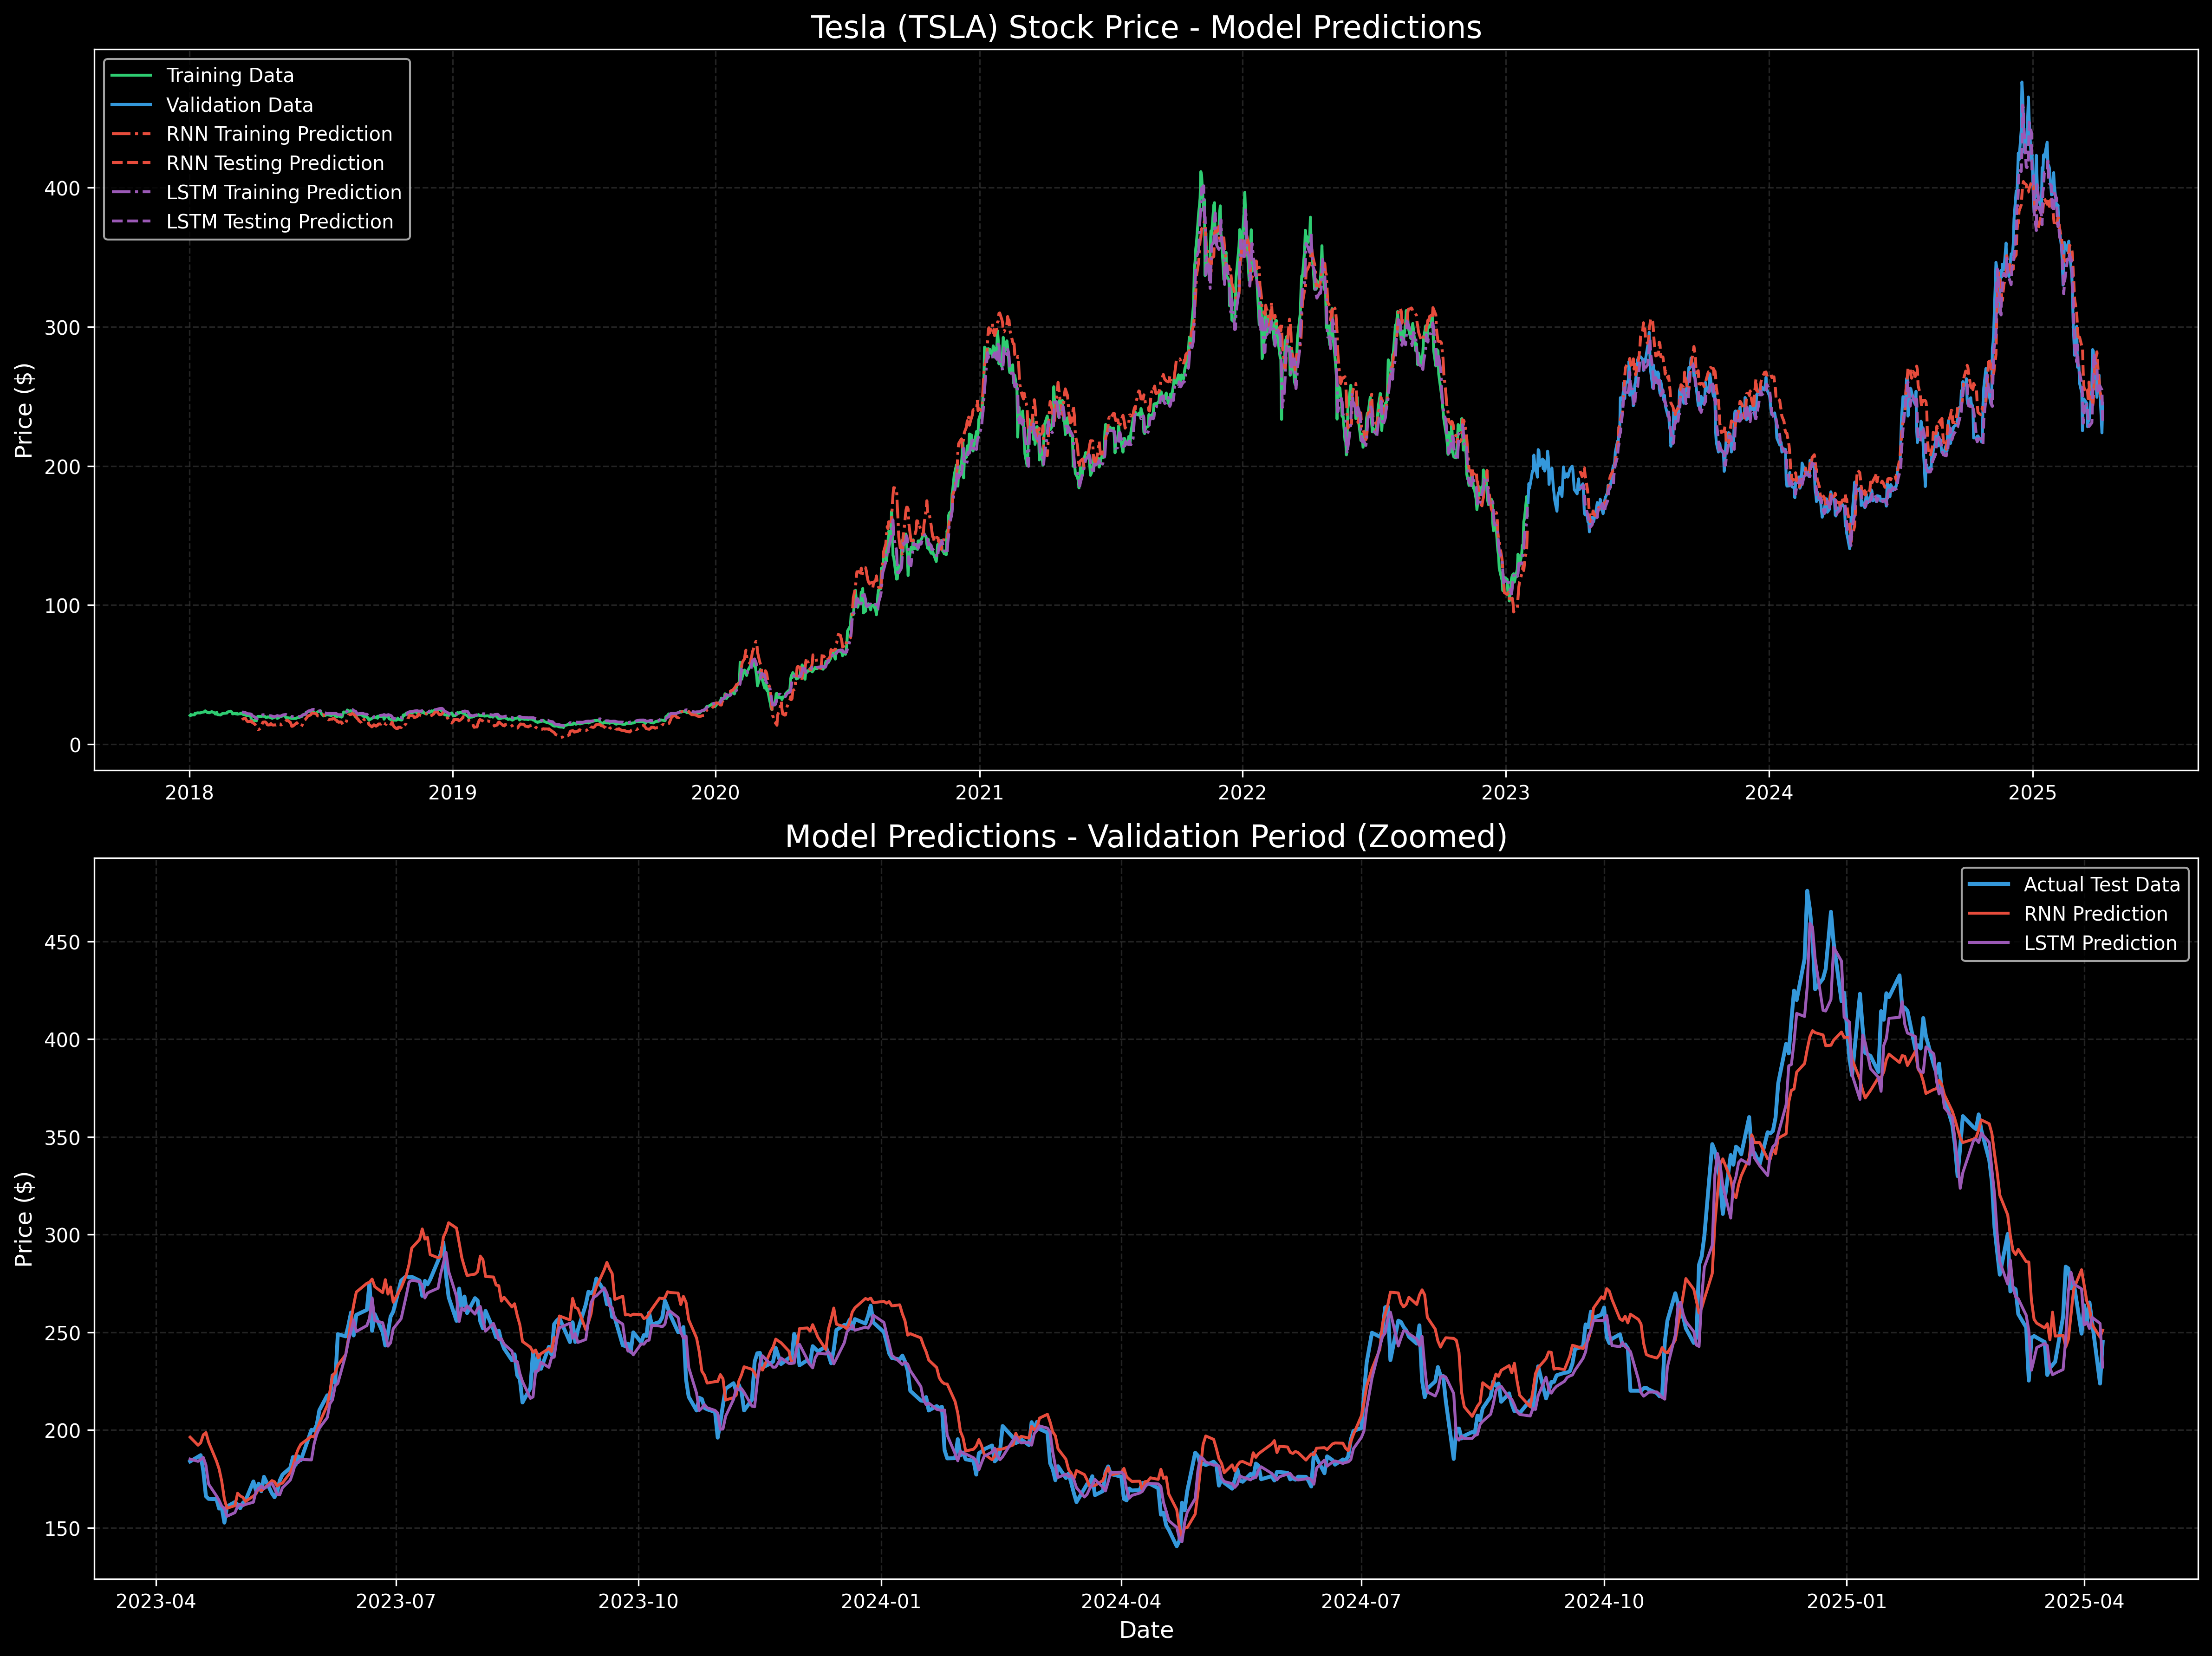 Tesla (TSLA) Stock Price - Model Predictions
Training Data
Validation Data
RNN Training Prediction
RNN Testing Prediction
LSTM Training Prediction
LSTM Testing Prediction
Price ($)
400
300
200
100
0
2018 2019 2020 2021 2022 2023 2024 2025
Model Predictions - Validation Period (Zoomed)
Actual Test Data
RNN Prediction
LSTM Prediction
Price ($)
450
400
350
300
250
200
150
2023-04 2023-07 2023-10 2024-01 2024-04 2024-07 2024-10 2025-01 2025-04
Date